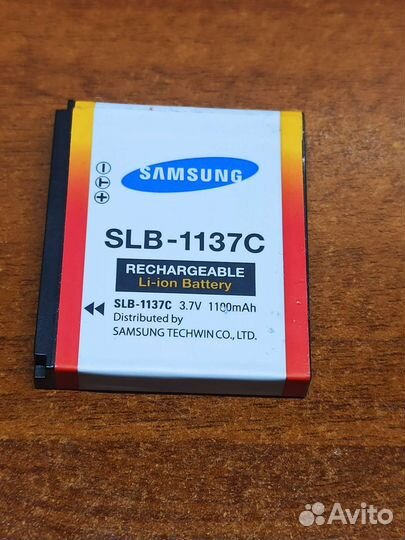 SAMSUNG
SLB-1137C
RECHARGEABLE
Li-ion Battery
SLB-1137C 3.7V 1100mAh
Distributed by
SAMSUNG TECHWIN CO., LTD.
- T +
Avito